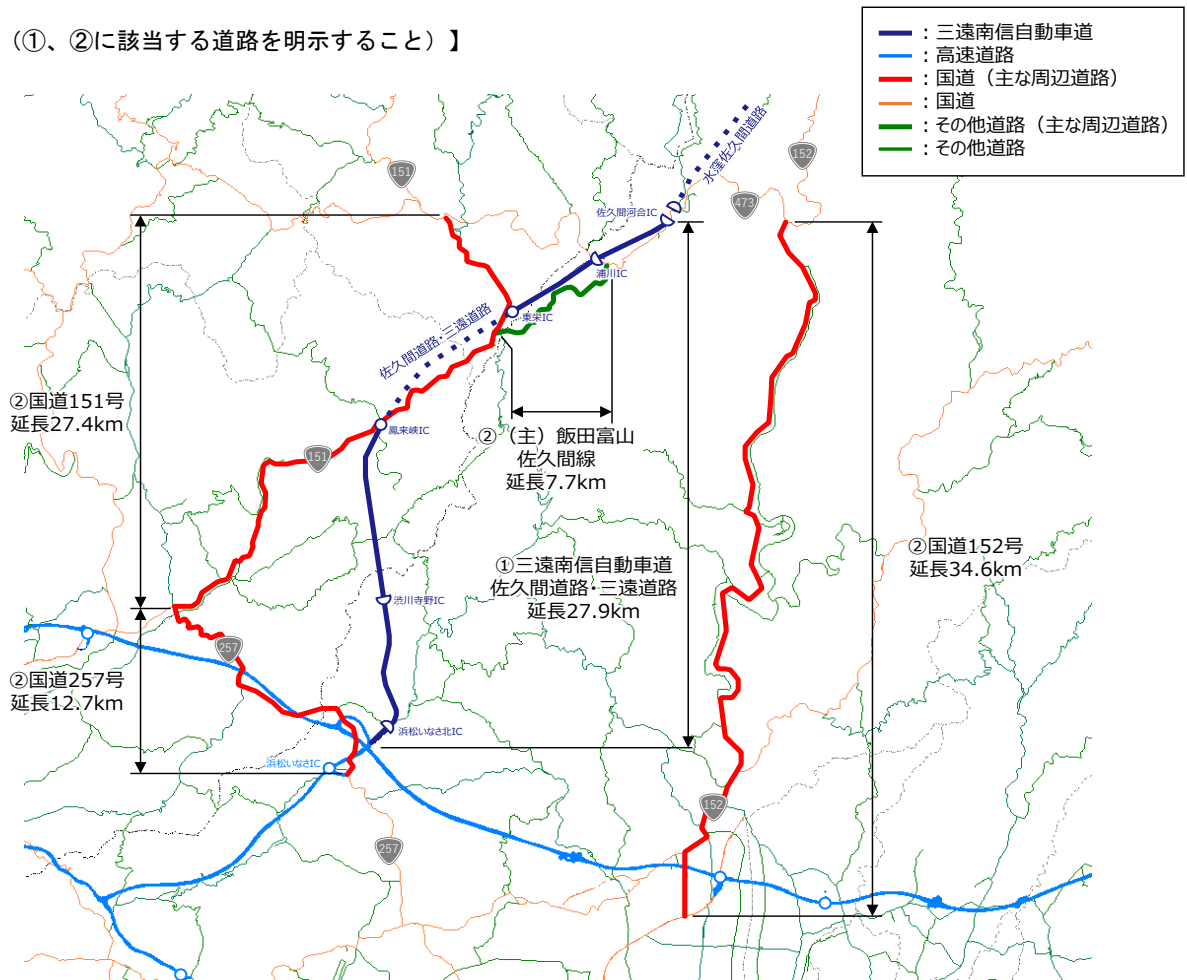 (①、②に該当する道路を明示すること）】
：三遠南信自動車道
：高速道路
：国道（主な周辺道路）
：国道
：その他道路（主な周辺道路）
：その他道路
151
152
水窪佐久間道路
473
佐久間河合IC
浦川IC
東栄IC
佐久間道路・三遠道路
②国道151号
延長27.4km
鳳来峡IC
②（主）飯田富山
佐久間線
延長7.7km
151
①三遠南信自動車道
佐久間道路・三遠道路
延長27.9km
②国道152号
延長34.6km
渋川寺野IC
257
②国道257号
延長12.7km
浜松いなさ北IC
浜松いなさIC
152
257